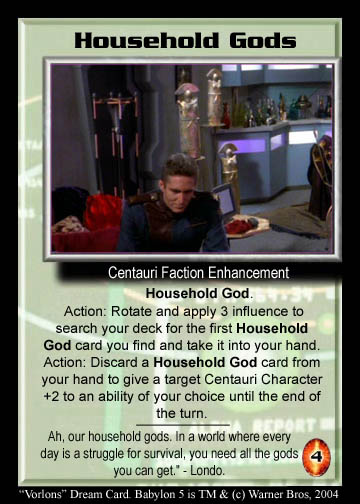 Household Gods
Centauri Faction Enhancement
Household God.
Action: Rotate and apply 3 influence to
search your deck for the first Household
God card you find and take it into your hand.
Action: Discard a Household God card from
your hand to give a target Centauri Character
+2 to an ability of your choice until the end of
the turn.
Ah, our household gods. In a world where every
day is a struggle for survival, you need all the gods
you can get." - Londo.
4
"Vorlons" Dream Card. Babylon 5 is TM & (c) Warner Bros, 2004